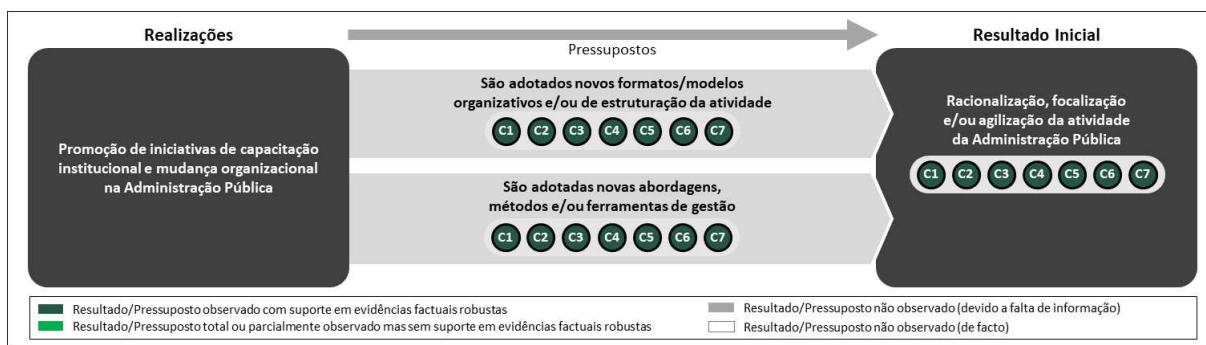 Realizações
Pressupostos
Resultado Inicial
Promoção de iniciativas de capacitação
institucional e mudança organizacional
na Administração Pública
São adotados novos formatos/modelos
organizativos e/ou de estruturação da atividade
C1 C2 C3 C4 C5 C6 C7
São adotadas novas abordagens,
métodos e/ou ferramentas de gestão
C1 C2 C3 C4 C5 C6 C7
Racionalização, focalização
e/ou agilização da atividade
da Administração Pública
C1 C2 C3 C4 C5 C6 C7
Resultado/Pressuposto observado com suporte em evidências factuais robustas
Resultado/Pressuposto total ou parcialmente observado mas sem suporte em evidências factuais robustas
Resultado/Pressuposto não observado (devido a falta de informação)
Resultado/Pressuposto não observado (de facto)